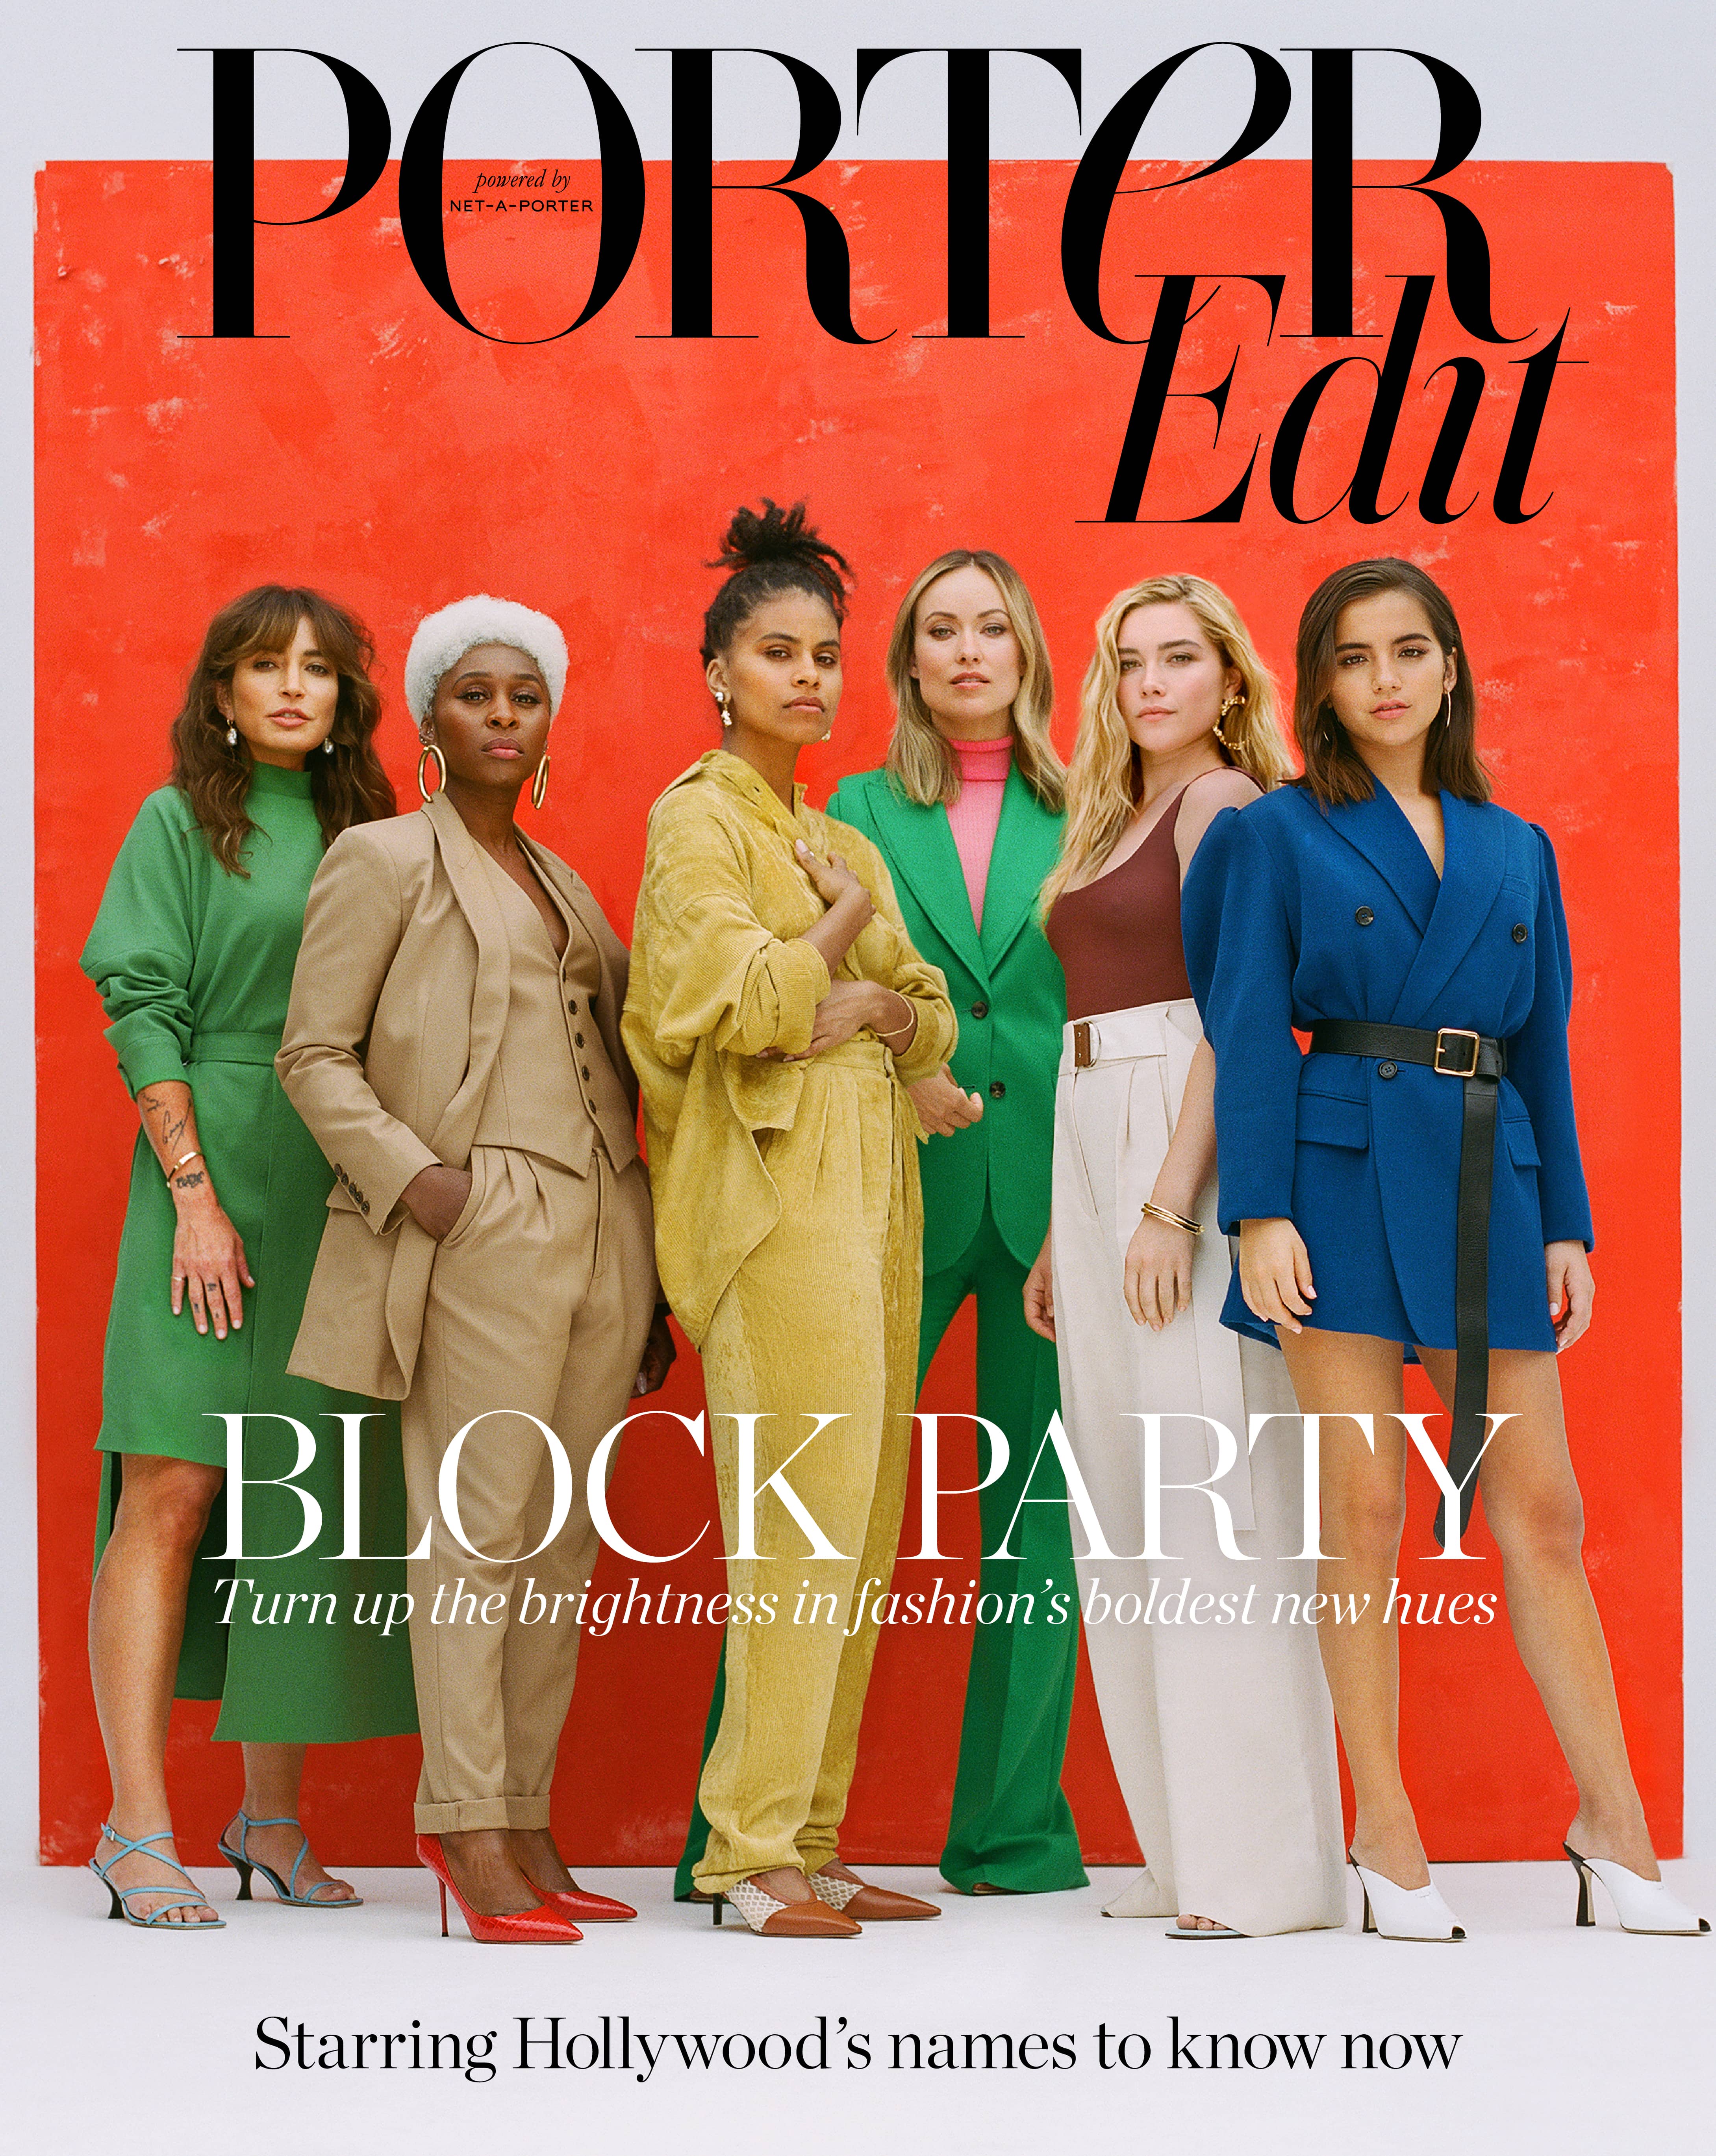 PORTeR
powered by
NET-A-PORTER
Edit
BLOCK PARTY
Turn up the brightness in fashion's boldest new hues
Starring Hollywood's names to know now